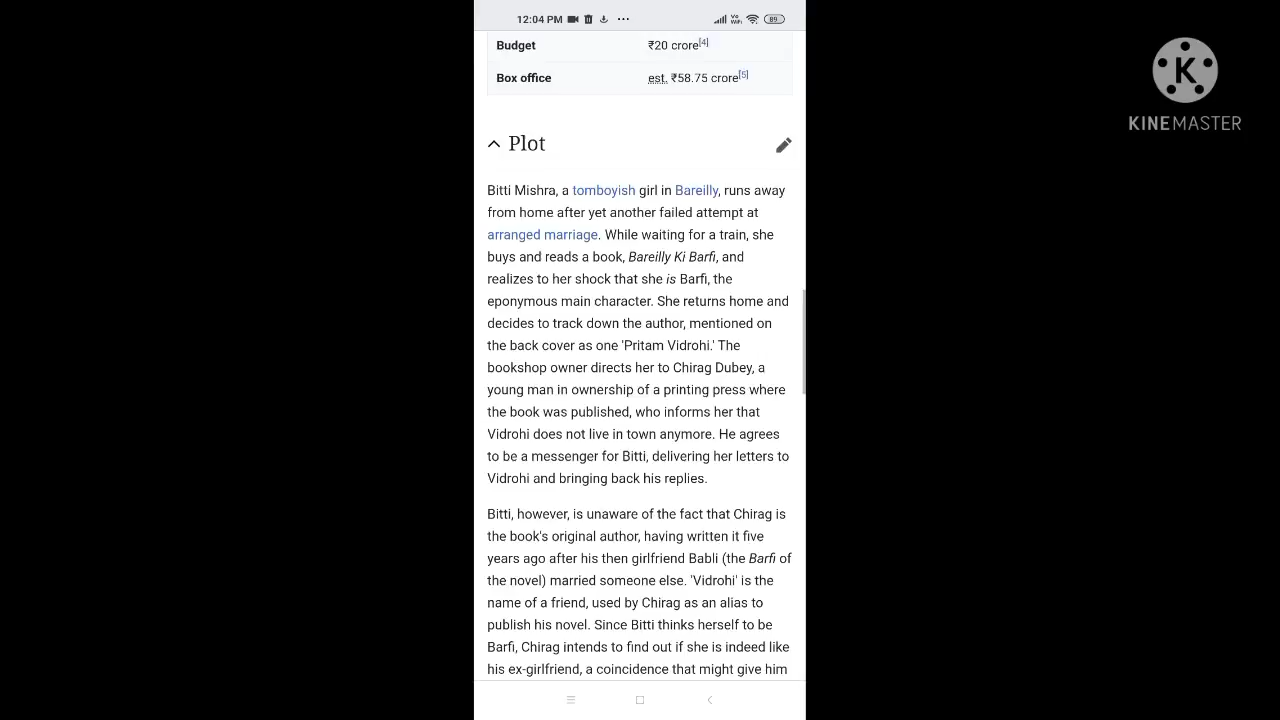 12:04 PM
Vo
WiFi
89
Budget ₹20 crore[4]
Box office est. ₹58.75 crore[5]
K
KINEMASTER
Plot
Bitti Mishra, a tomboyish girl in Bareilly, runs away
from home after yet another failed attempt at
arranged marriage. While waiting for a train, she
buys and reads a book, Bareilly Ki Barfi, and
realizes to her shock that she is Barfi, the
eponymous main character. She returns home and
decides to track down the author, mentioned on
the back cover as one 'Pritam Vidrohi.' The
bookshop owner directs her to Chirag Dubey, a
young man in ownership of a printing press where
the book was published, who informs her that
Vidrohi does not live in town anymore. He agrees
to be a messenger for Bitti, delivering her letters to
Vidrohi and bringing back his replies.
Bitti, however, is unaware of the fact that Chirag is
the book's original author, having written it five
years ago after his then girlfriend Babli (the Barfi of
the novel) married someone else. 'Vidrohi' is the
name of a friend, used by Chirag as an alias to
publish his novel. Since Bitti thinks herself to be
Barfi, Chirag intends to find out if she is indeed like
his ex-girlfriend, a coincidence that might give him